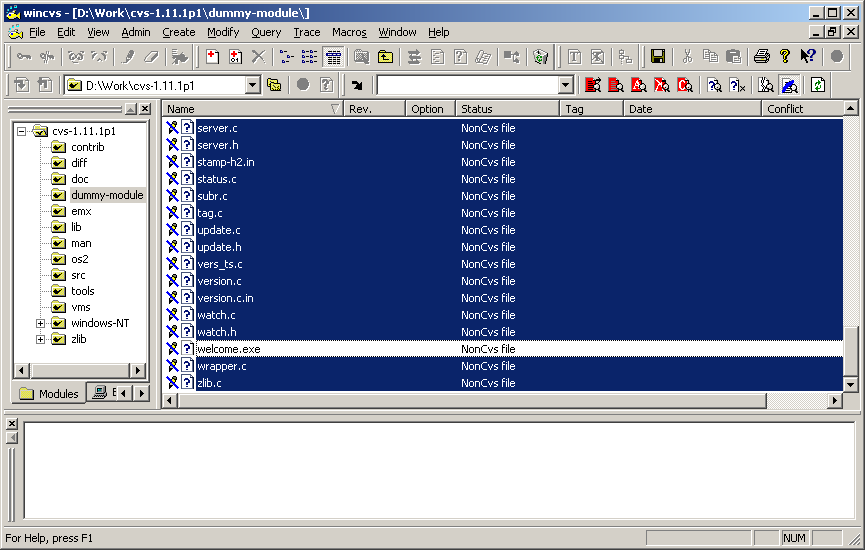 wincvs - [D:\Work\cvs-1.11.1p1\dummy-module\]
File Edit View Admin Create Modify Query Trace Macros Window Help
D:\Work\cvs-1.11.1p1
cvs-1.11.1p1
contrib
diff
doc
dummy-module
emx
lib
man
os2
src
tools
vms
windows-NT
zlib
Modules
Name Rev. Option Status Tag Date Conflict
server.c NonCvs file
server.h NonCvs file
stamp-h2.in NonCvs file
status.c NonCvs file
subr.c NonCvs file
tag.c NonCvs file
update.c NonCvs file
update.h NonCvs file
vers_ts.c NonCvs file
version.c NonCvs file
version.c.in NonCvs file
watch.c NonCvs file
watch.h NonCvs file
welcome.exe NonCvs file
wrapper.c NonCvs file
zlib.c NonCvs file
For Help, press F1 NUM